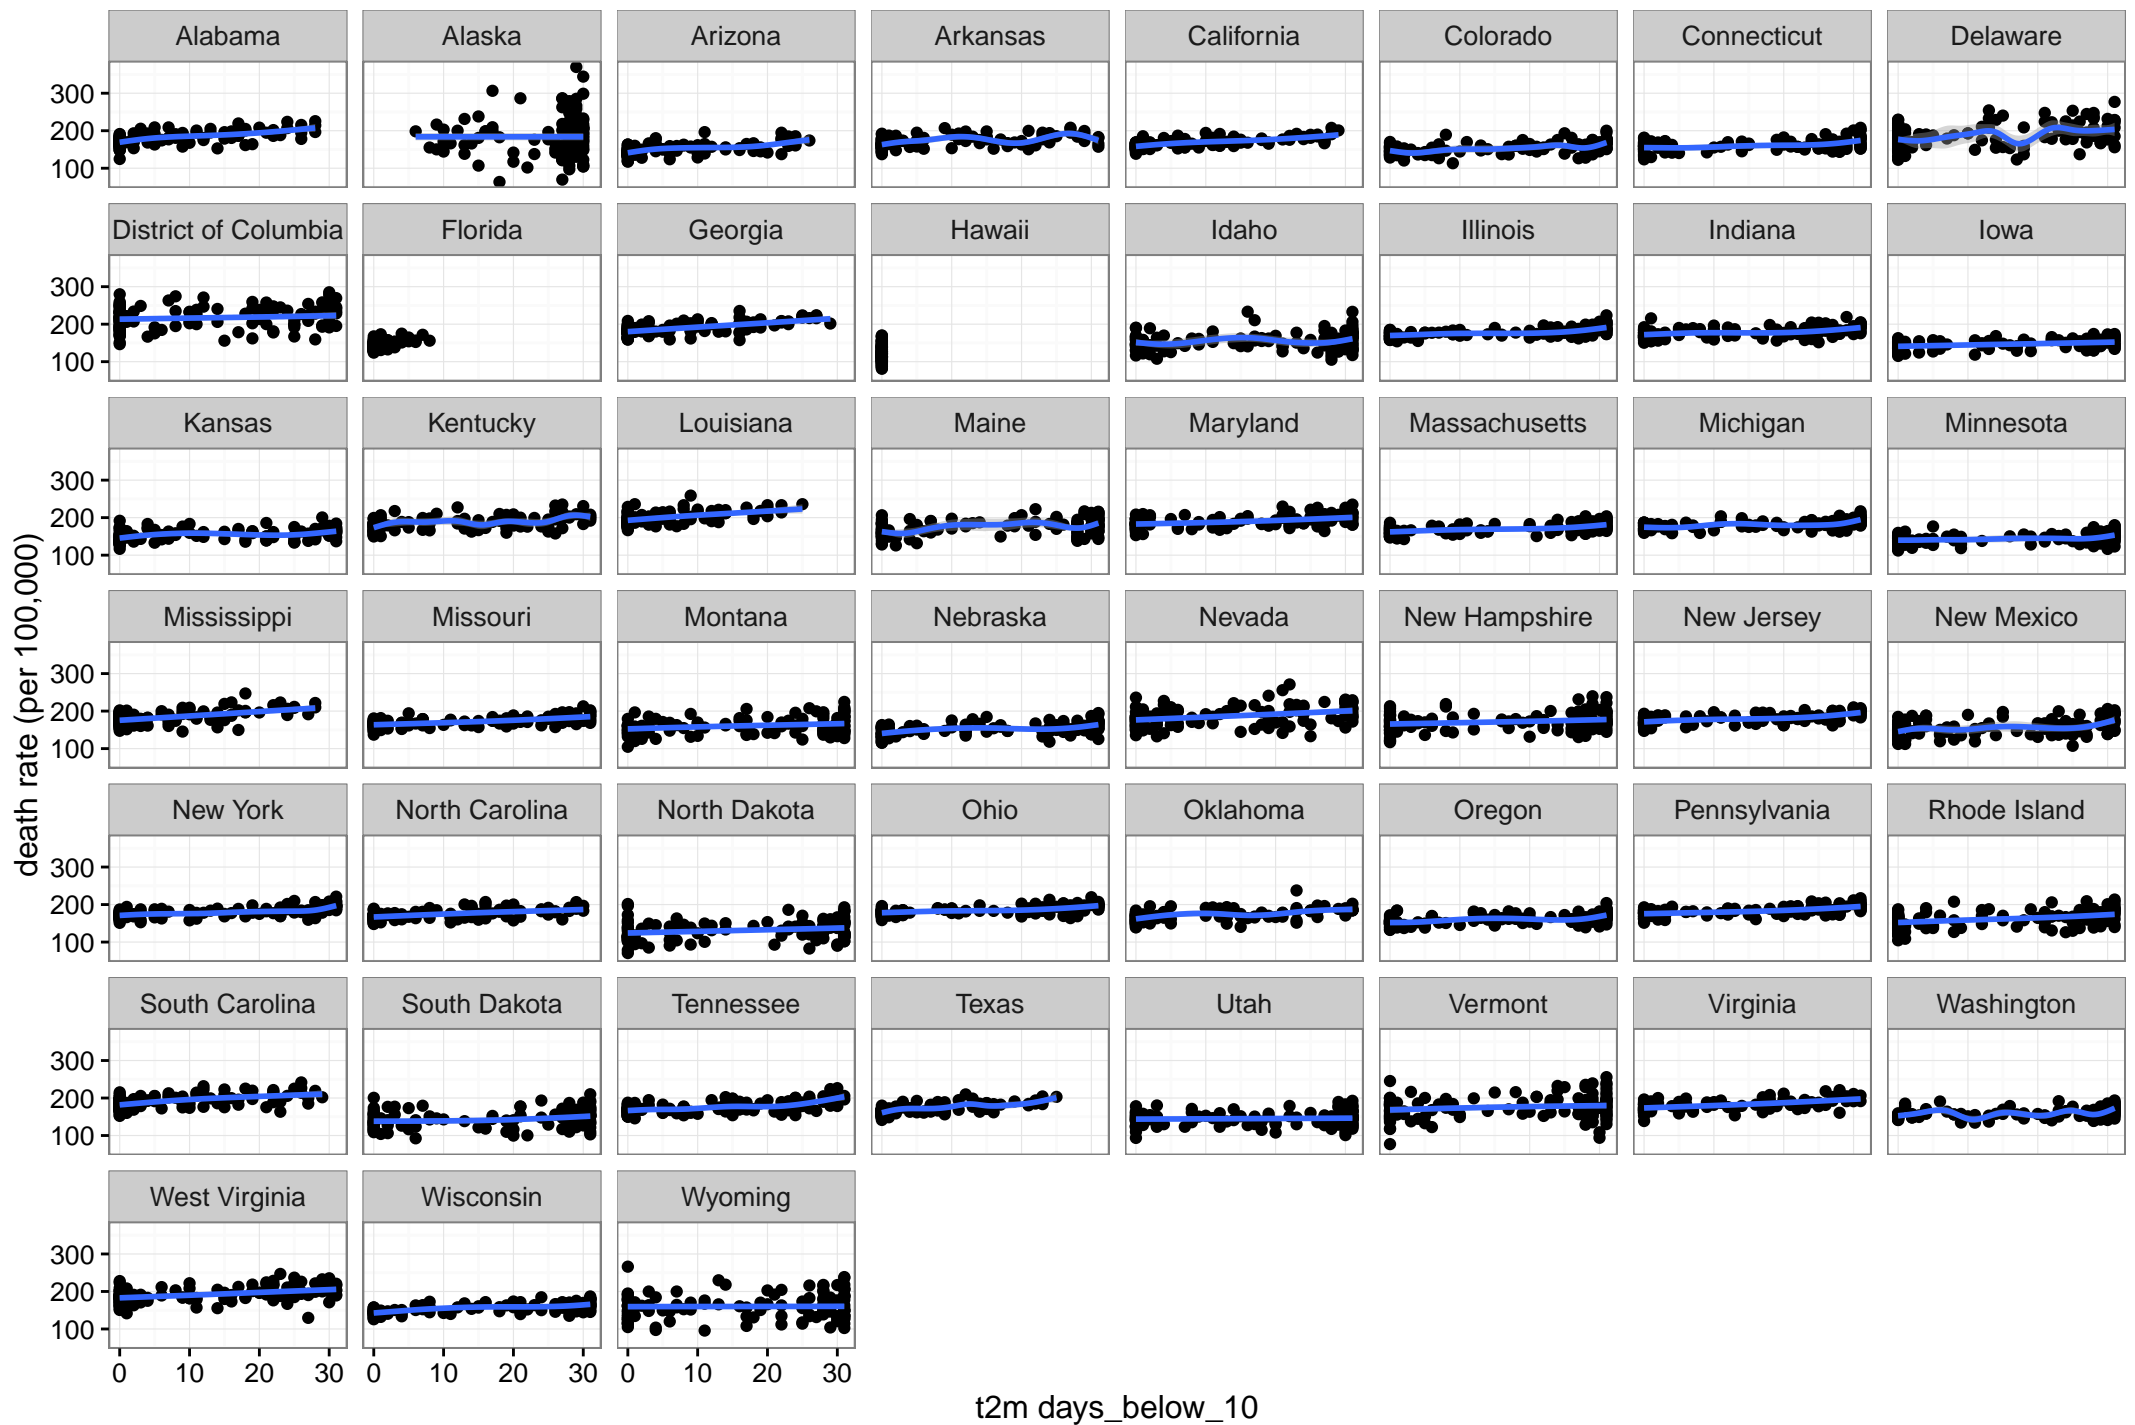 Alabama Alaska Arizona Arkansas California Colorado Connecticut Delaware
300
200
100
District of Columbia Florida Georgia Hawaii Idaho Illinois Indiana Iowa
300
200
100
Kansas Kentucky Louisiana Maine Maryland Massachusetts Michigan Minnesota
300
200
100
death rate (per 100,000)
Mississippi Missouri Montana Nebraska Nevada New Hampshire New Jersey New Mexico
300
200
100
New York North Carolina North Dakota Ohio Oklahoma Oregon Pennsylvania Rhode Island
300
200
100
South Carolina South Dakota Tennessee Texas Utah Vermont Virginia Washington
300
200
100
West Virginia Wisconsin Wyoming
300
200
100
0 10 20 30 0 10 20 30 0 10 20 30
t2m days_below_10